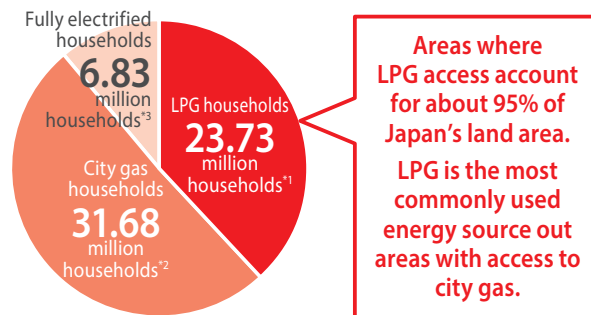 Fully electrified
households
6.83
million
households*3
LPG households
23.73
million
households*1
City gas
households
31.68
million
households*2
Areas where
LPG access account
for about 95% of
Japan's land area.
LPG is the most
commonly used
energy source out
areas with access to
city gas.